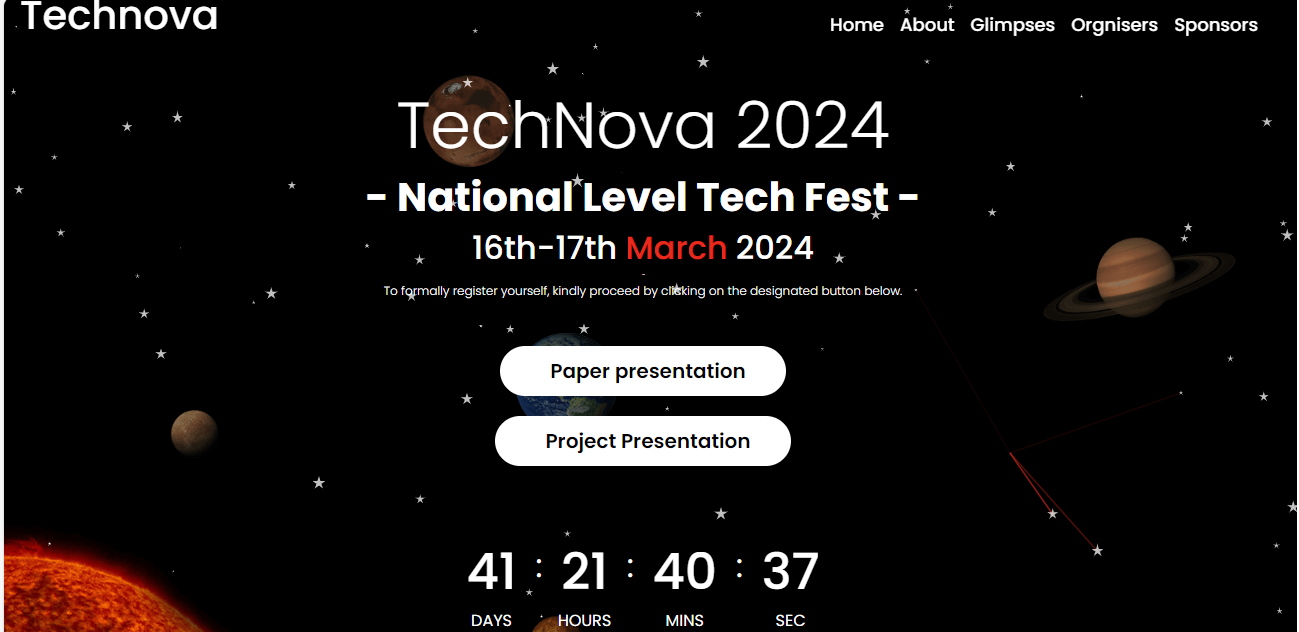 Technova
Home About Glimpses Orgnisers Sponsors
TechNova 2024
- National Level Tech Fest -
16th-17th March 2024
To formally register yourself, kindly proceed by clicking on the designated button below.
Paper presentation
Project Presentation
41 : 21 : 40 : 37
DAYS HOURS MINS SEC